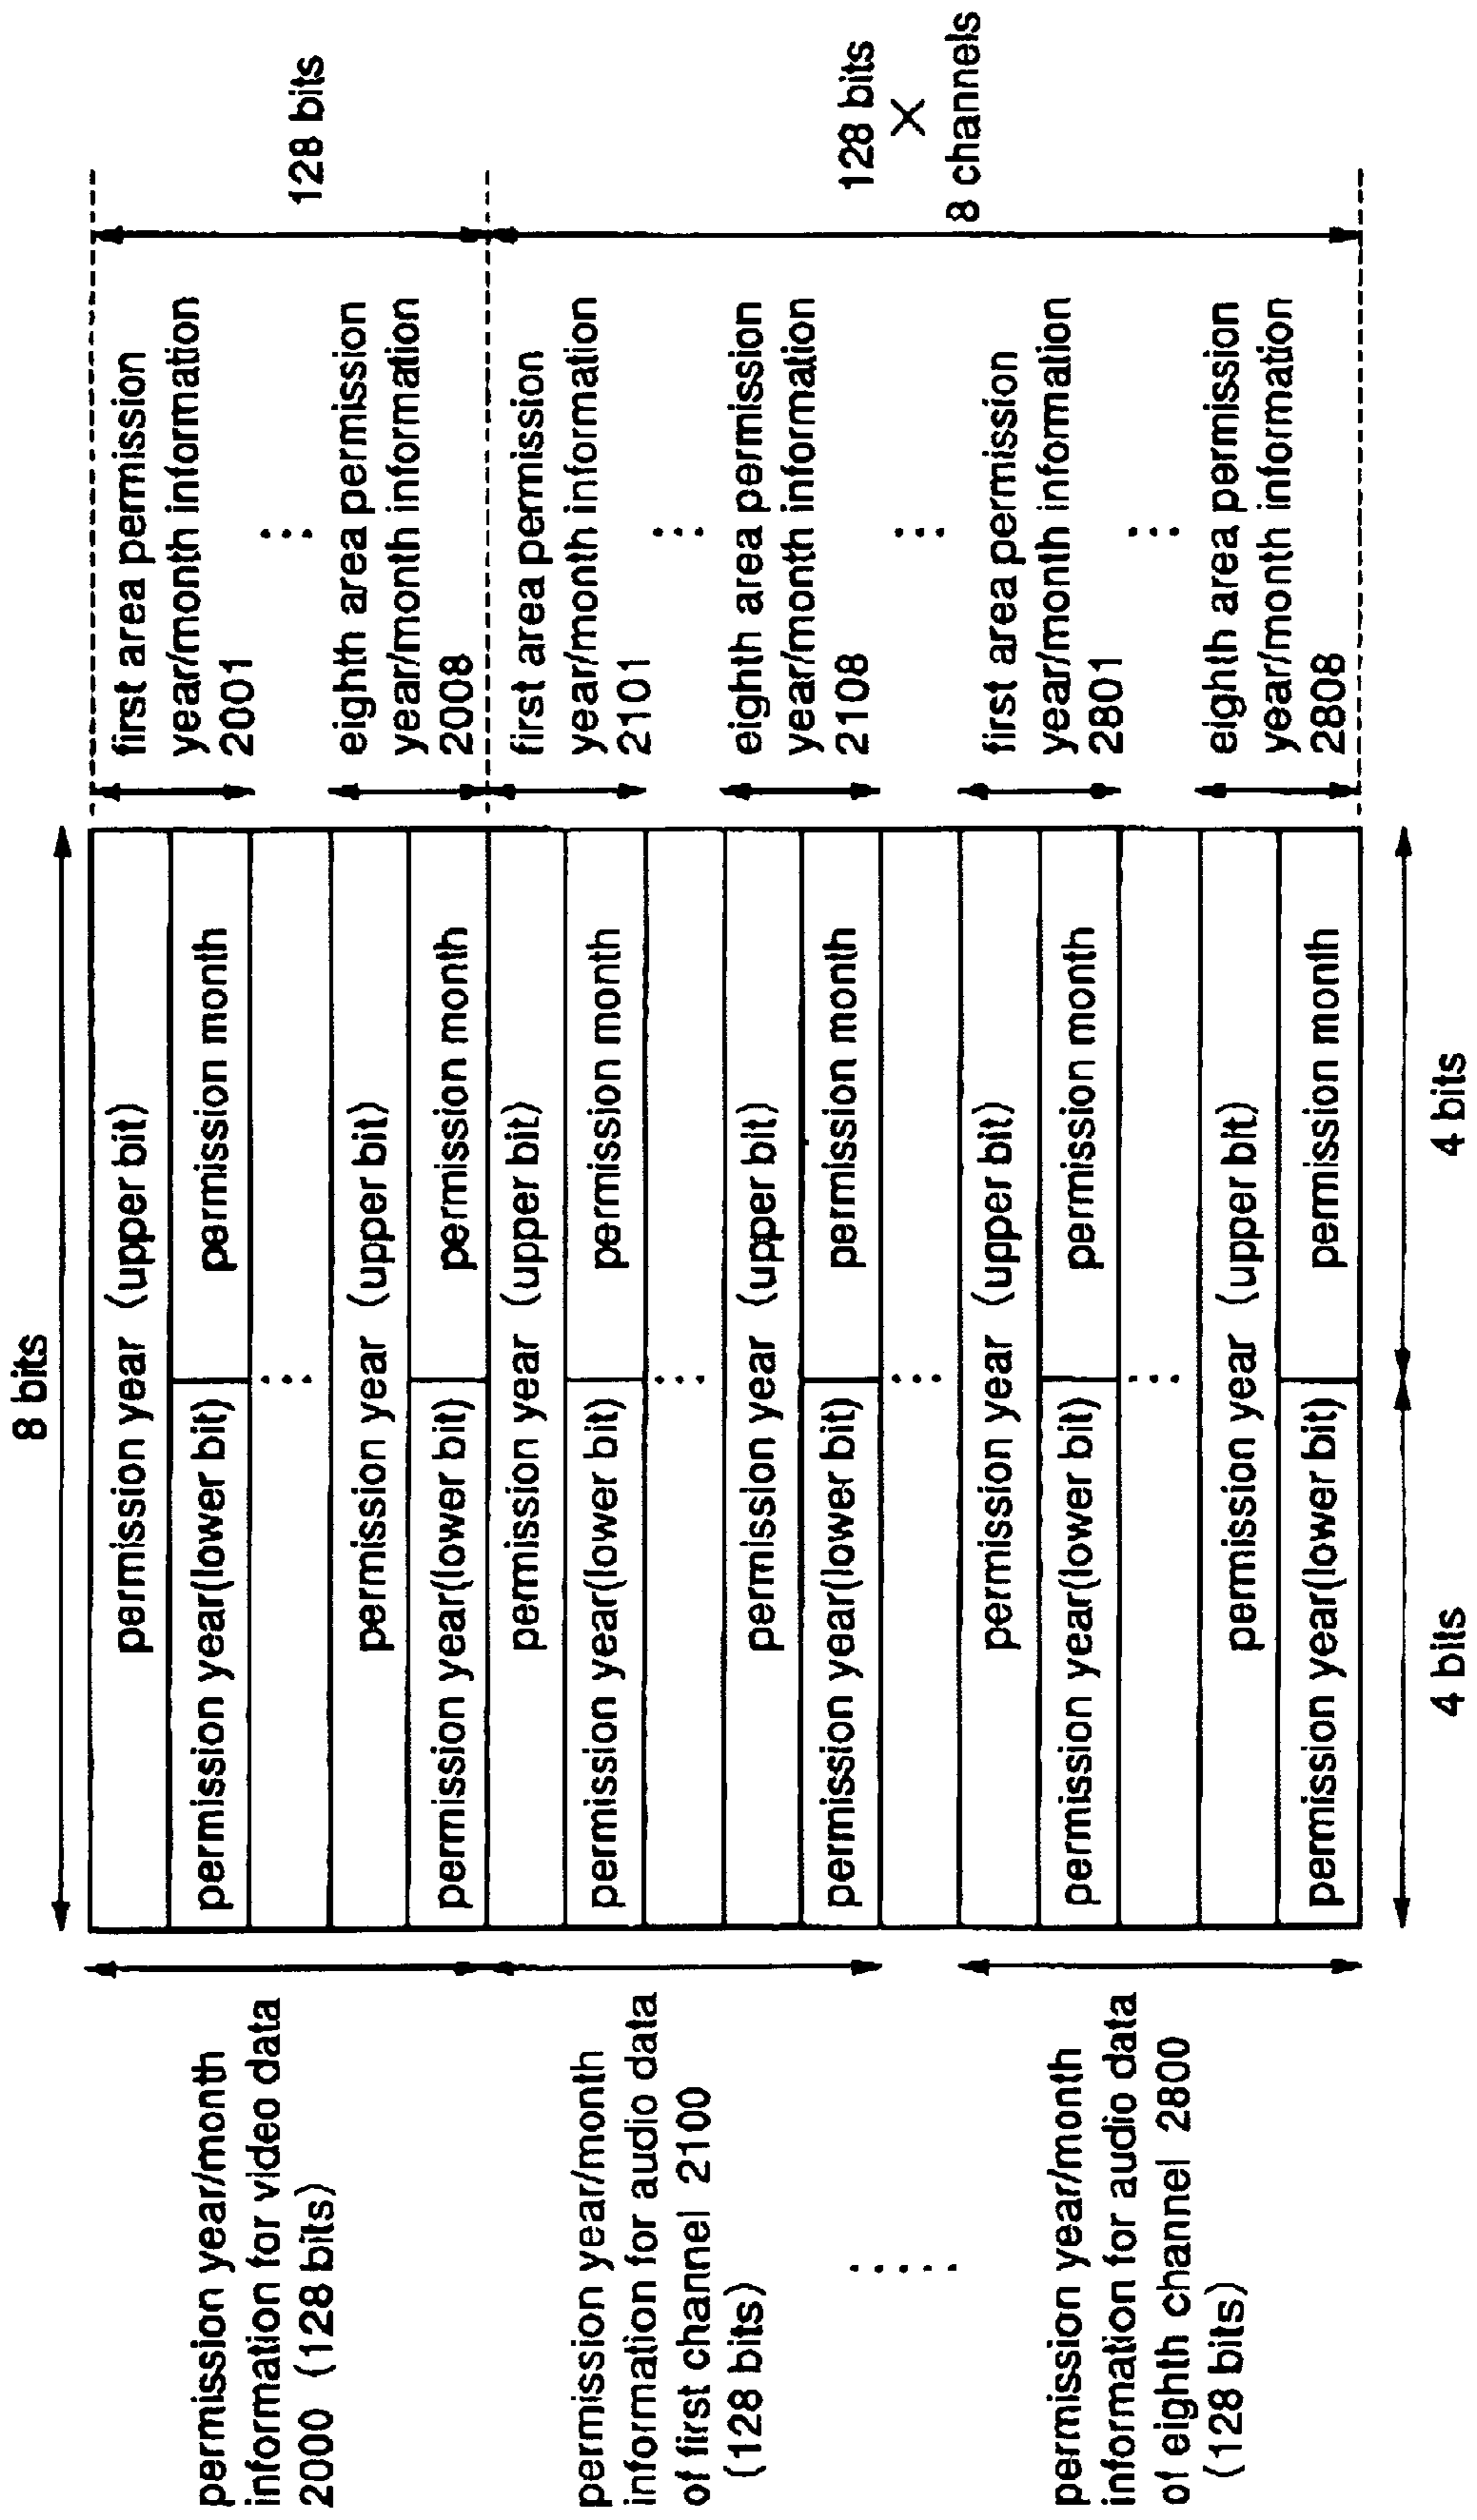 8 bits
permission year/month
information for video data
2000 (128 bits)
permission year (upper bit)
permission year(lower bit)
permission month
...
permission year (upper bit)
permission year(lower bit)
permission month
first area permission
year/month information
2001
...
eighth area permission
year/month information
2008
128 bits
permission year/month
information for audio data
of first channel 2100
(128 bits)
permission year (upper bit)
permission year(lower bit)
permission month
...
permission year (upper bit)
permission year(lower bit)
permission month
first area permission
year/month information
2101
...
eighth area permission
year/month information
2108
128 bits
×
8 channels
.....
...
...
permission year/month
information for audio data
of eighth channel 2800
(128 bits)
permission year (upper bit)
permission year(lower bit)
permission month
...
permission year (upper bit)
permission year(lower bit)
permission month
first area permission
year/month information
2801
...
eighth area permission
year/month information
2808
4 bits
4 bits